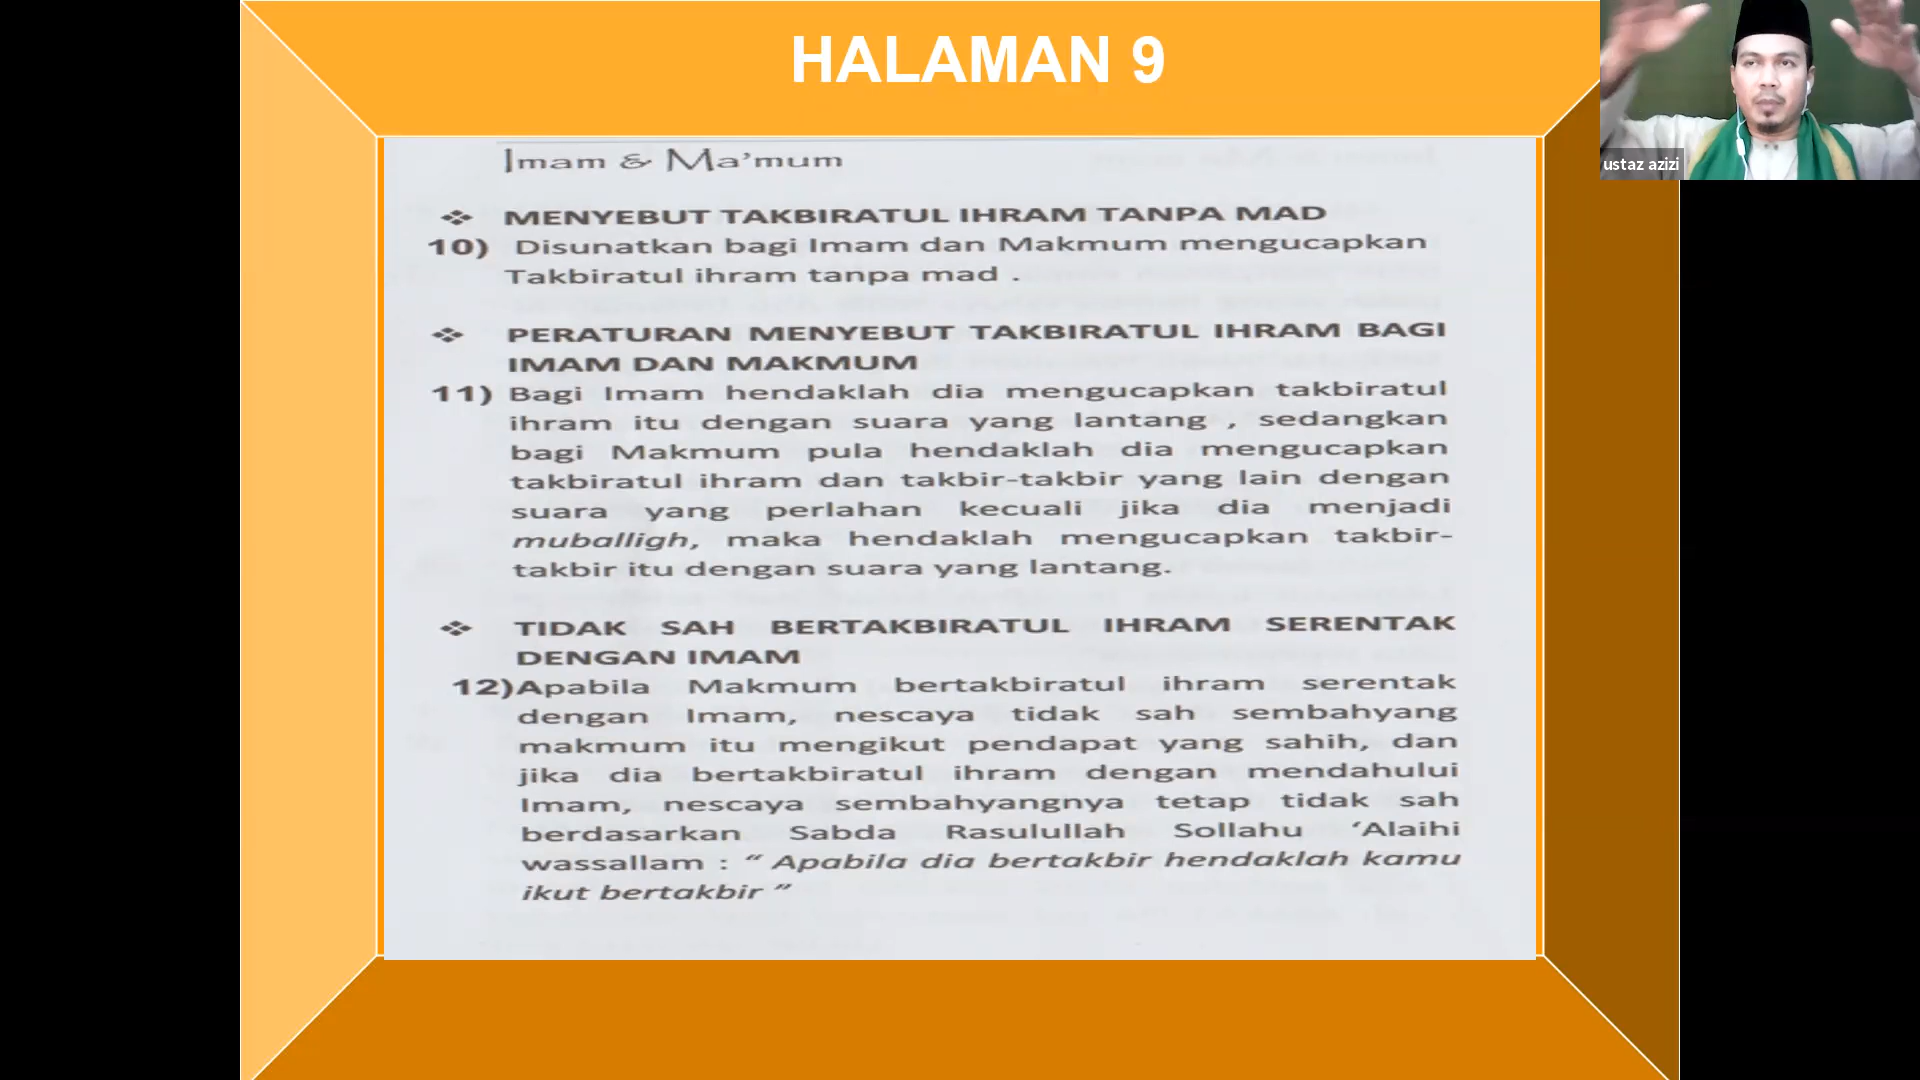 HALAMAN 9
ustaz azizi
Imam & Ma’mum
❖ MENYEBUT TAKBIRATUL IHRAM TANPA MAD
10) Disunatkan bagi Imam dan Makmum mengucapkan
Takbiratul ihram tanpa mad .
❖ PERATURAN MENYEBUT TAKBIRATUL IHRAM BAGI
IMAM DAN MAKMUM
11) Bagi Imam hendaklah dia mengucapkan takbiratul
ihram itu dengan suara yang lantang , sedangkan
bagi Makmum pula hendaklah dia mengucapkan
takbiratul ihram dan takbir-takbir yang lain dengan
suara yang perlahan kecuali jika dia menjadi
muballigh, maka hendaklah mengucapkan takbir-
takbir itu dengan suara yang lantang.
❖ TIDAK SAH BERTAKBIRATUL IHRAM SERENTAK
DENGAN IMAM
12)Apabila Makmum bertakbiratul ihram serentak
dengan Imam, nescaya tidak sah sembahyang
makmum itu mengikut pendapat yang sahih, dan
jika dia bertakbiratul ihram dengan mendahului
Imam, nescaya sembahyangnya tetap tidak sah
berdasarkan Sabda Rasulullah Sollahu ‘Alaihi
wassallam : “ Apabila dia bertakbir hendaklah kamu
ikut bertakbir ”